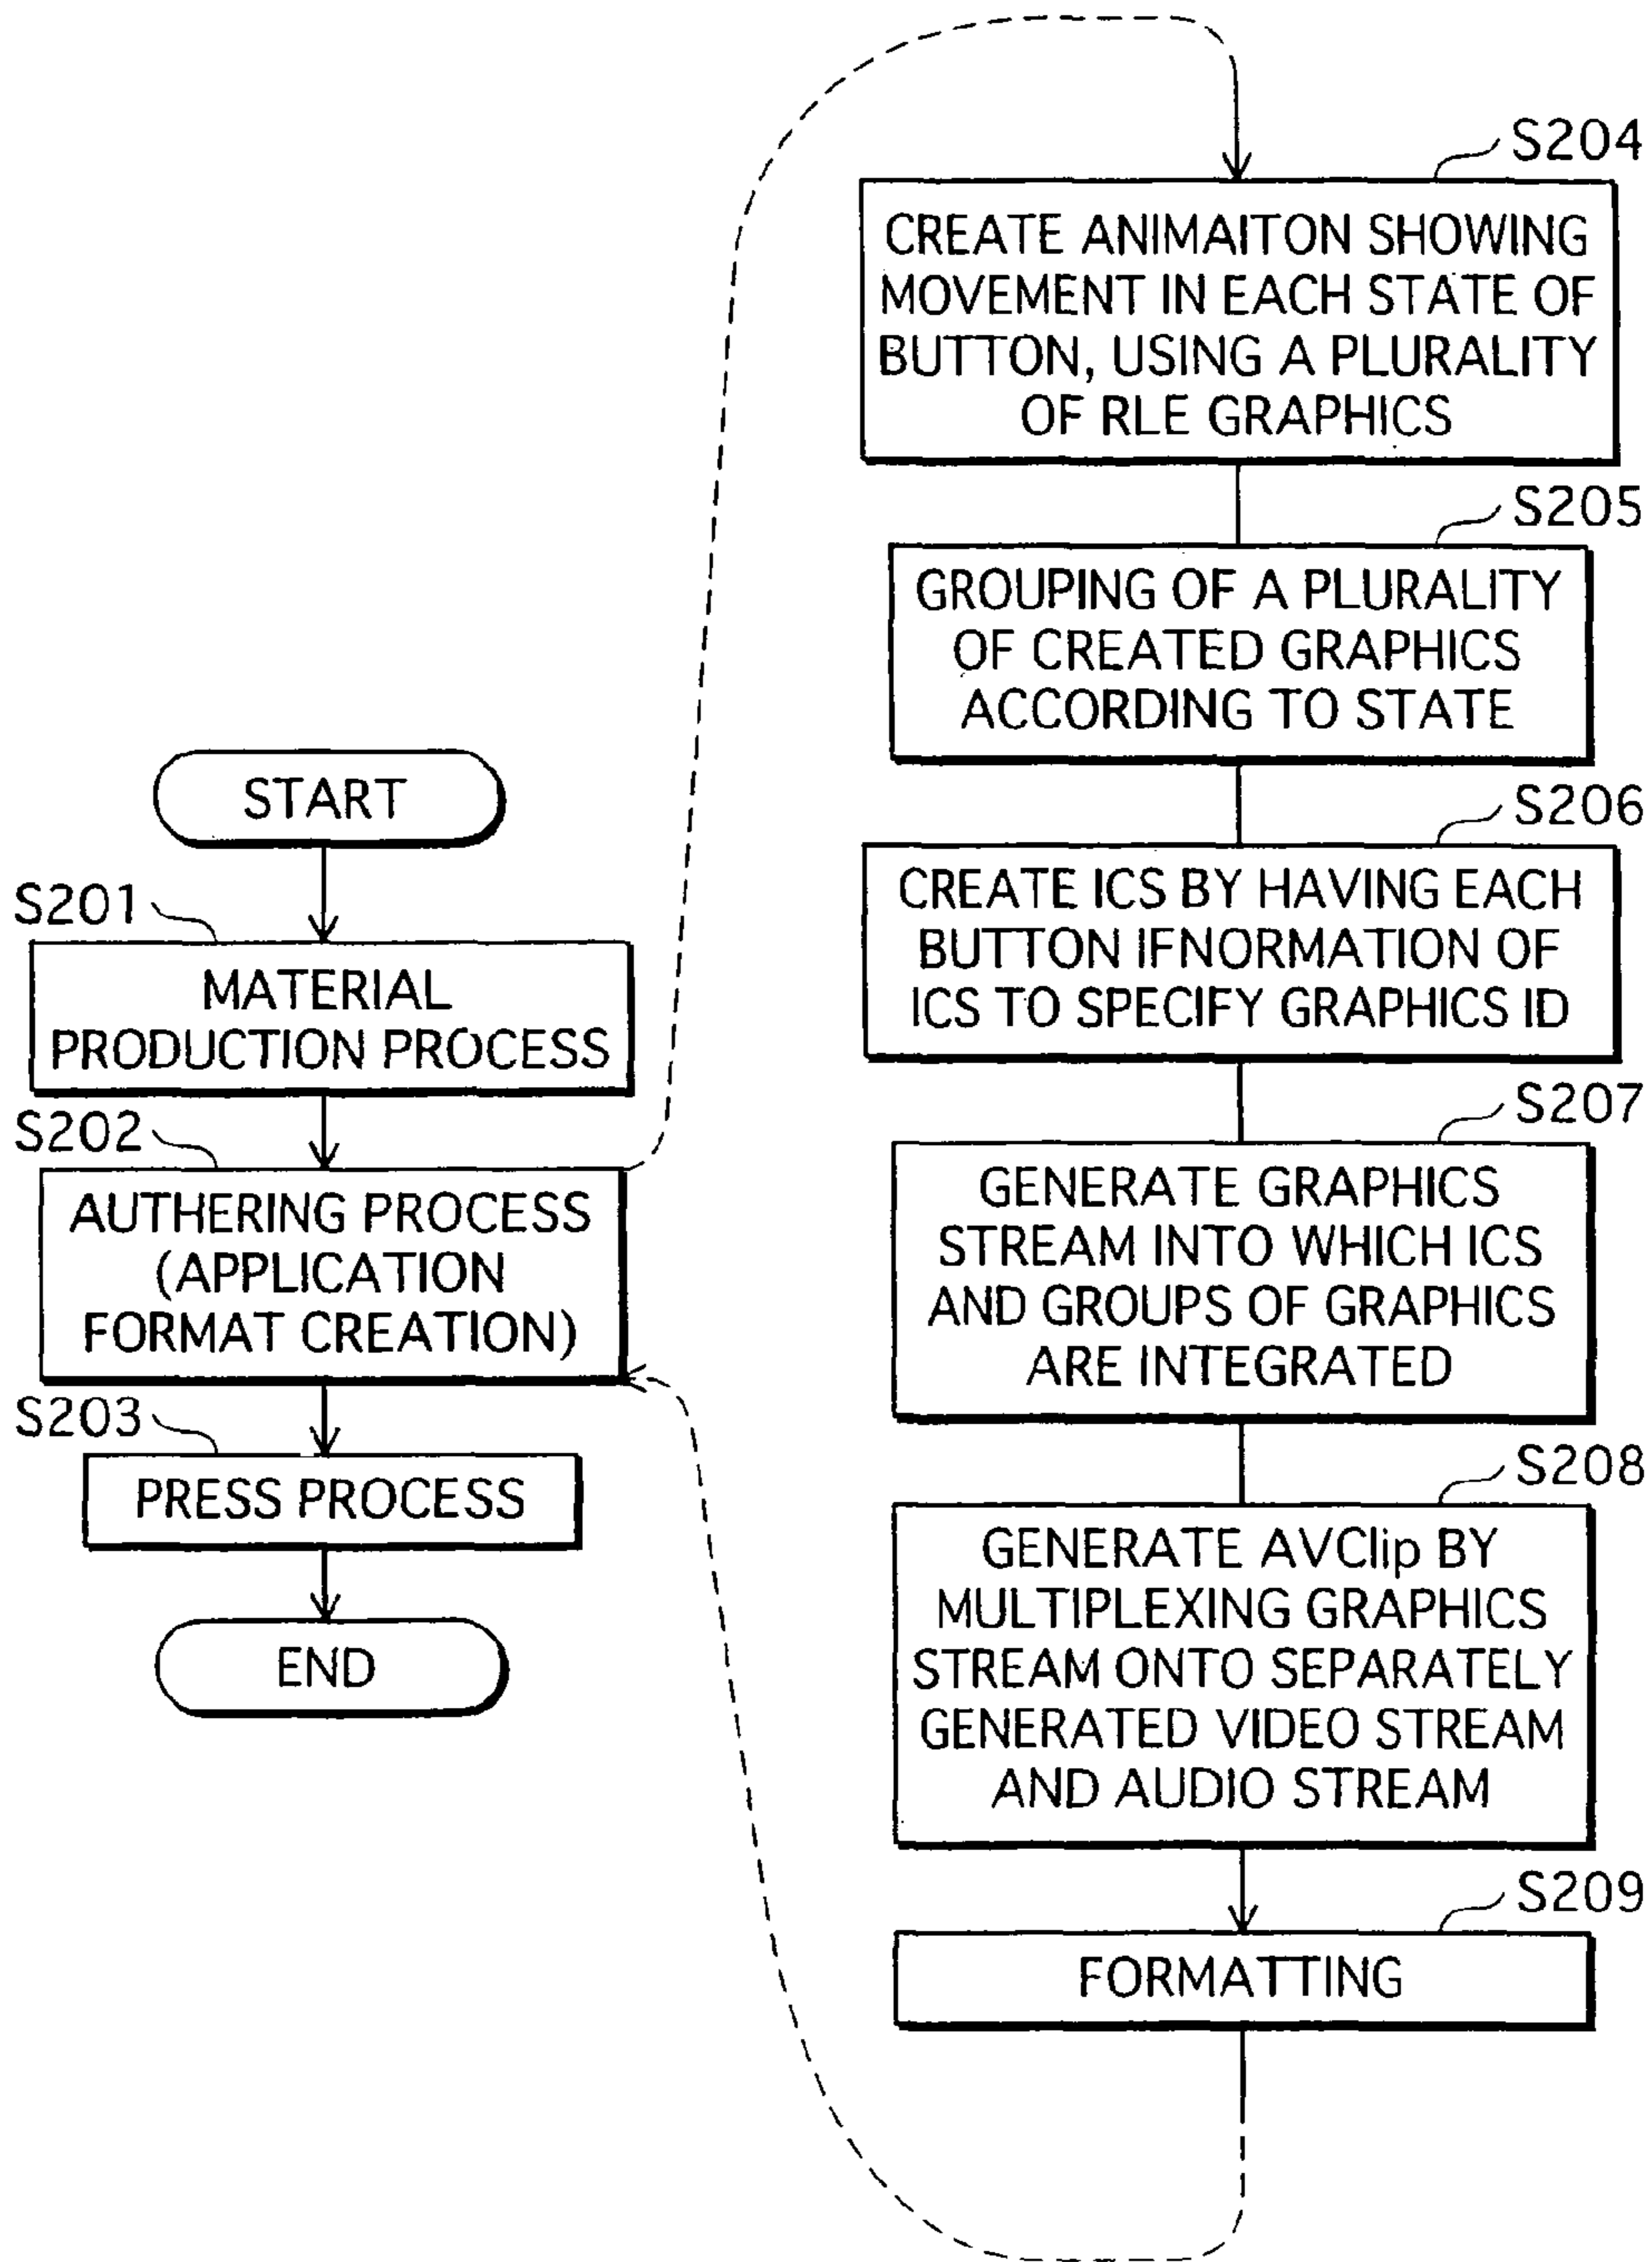 START
S201
MATERIAL
PRODUCTION PROCESS
S202
AUTHERING PROCESS
(APPLICATION
FORMAT CREATION)
S203
PRESS PROCESS
END
S204
CREATE ANIMAITON SHOWING
MOVEMENT IN EACH STATE OF
BUTTON, USING A PLURALITY
OF RLE GRAPHICS
S205
GROUPING OF A PLURALITY
OF CREATED GRAPHICS
ACCORDING TO STATE
S206
CREATE ICS BY HAVING EACH
BUTTON IFNORMATION OF
ICS TO SPECIFY GRAPHICS ID
S207
GENERATE GRAPHICS
STREAM INTO WHICH ICS
AND GROUPS OF GRAPHICS
ARE INTEGRATED
S208
GENERATE AVClip BY
MULTIPLEXING GRAPHICS
STREAM ONTO SEPARATELY
GENERATED VIDEO STREAM
AND AUDIO STREAM
S209
FORMATTING